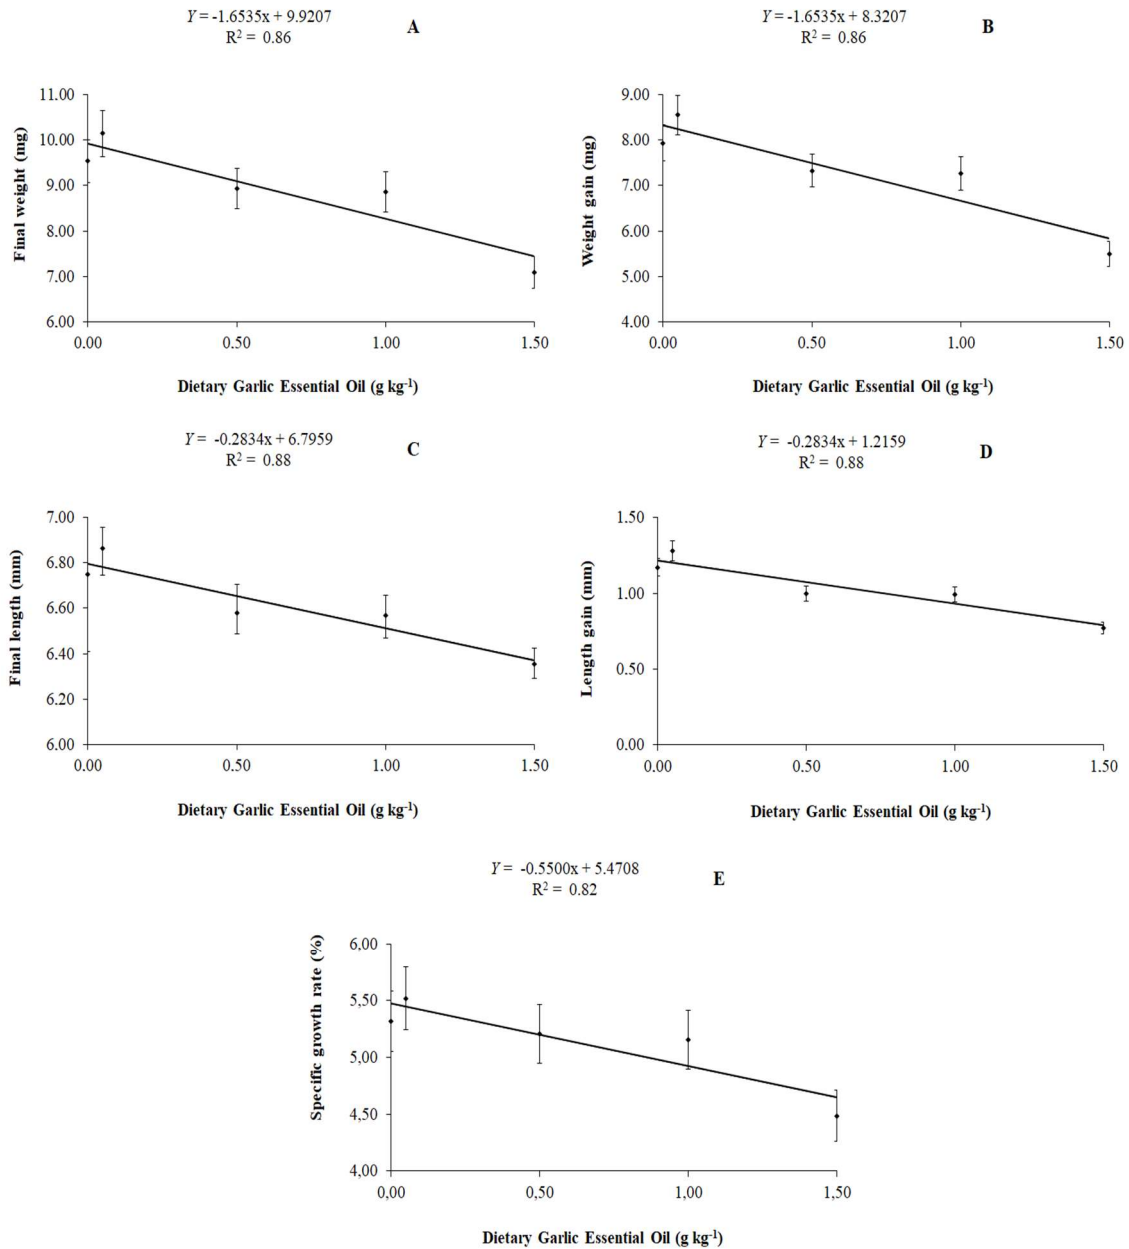 Y = -1.6535x + 9.9207
R² = 0.86
A
Final weight (mg)
11.00
10.00
9.00
8.00
7.00
6.00
0.00 0.50 1.00 1.50
Dietary Garlic Essential Oil (g kg⁻¹)
Y = -1.6535x + 8.3207
R² = 0.86
B
Weight gain (mg)
9.00
8.00
7.00
6.00
5.00
4.00
0.00 0.50 1.00 1.50
Dietary Garlic Essential Oil (g kg⁻¹)
Y = -0.2834x + 6.7959
R² = 0.88
C
Final length (mm)
7.00
6.80
6.60
6.40
6.20
6.00
0.00 0.50 1.00 1.50
Dietary Garlic Essential Oil (g kg⁻¹)
Y = -0.2834x + 1.2159
R² = 0.88
D
Length gain (mm)
1.50
1.00
0.50
0.00
0.00 0.50 1.00 1.50
Dietary Garlic Essential Oil (g kg⁻¹)
Y = -0.5500x + 5.4708
R² = 0.82
E
Specific growth rate (%)
6,00
5,50
5,00
4,50
4,00
0,00 0,50 1,00 1,50
Dietary Garlic Essential Oil (g kg⁻¹)